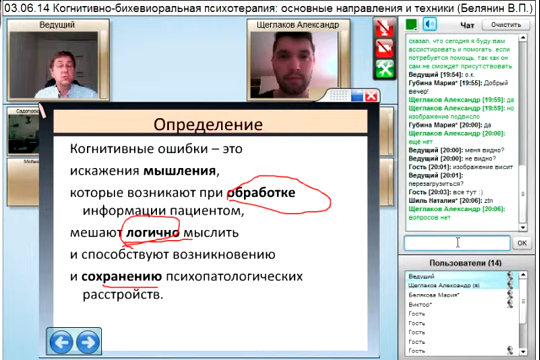 03.06.14 Когнитивно-бихевиоральная психотерапия: основные направления и техники (Белянин В.П.)
Ведущий
Щеглаков Александр
Определение
Когнитивные ошибки – это
искажения мышления,
которые возникают при обработке
информации пациентом,
мешают логично мыслить
и способствуют возникновению
и сохранению психопатологических
расстройств.
Чат
Очистить
сказал, что сегодня я буду вам
ассистировать и помогать, если
потребуется помощь. так как он
сам не сможет присутствовать.
Ведущий [19:54]: о.к.
Губина Мария* [19:55]: Добрый
вечер!
Щеглаков Александр [19:59]: да
Щеглаков Александр [19:59]: но
изображение подвисло
Губина Мария* [20:00]: да
Щеглаков Александр [20:00]:
ещё нет
Ведущий [20:00]: меня видно?
Ведущий [20:00]: не видно?
Гость [20:01]: изображение висит
Ведущий [20:01]:
перезагрузиться?
Гость [20:03]: все тут :)
Шиль Наталия* [20:06]: ztn
Щеглаков Александр [20:06]:
вопросов нет
OK
Пользователи (14)
Ведущий
Щеглаков Александр (я)
Белякова Мария*
Виктор*
Гость
Гость
Гость
Гость
Гость